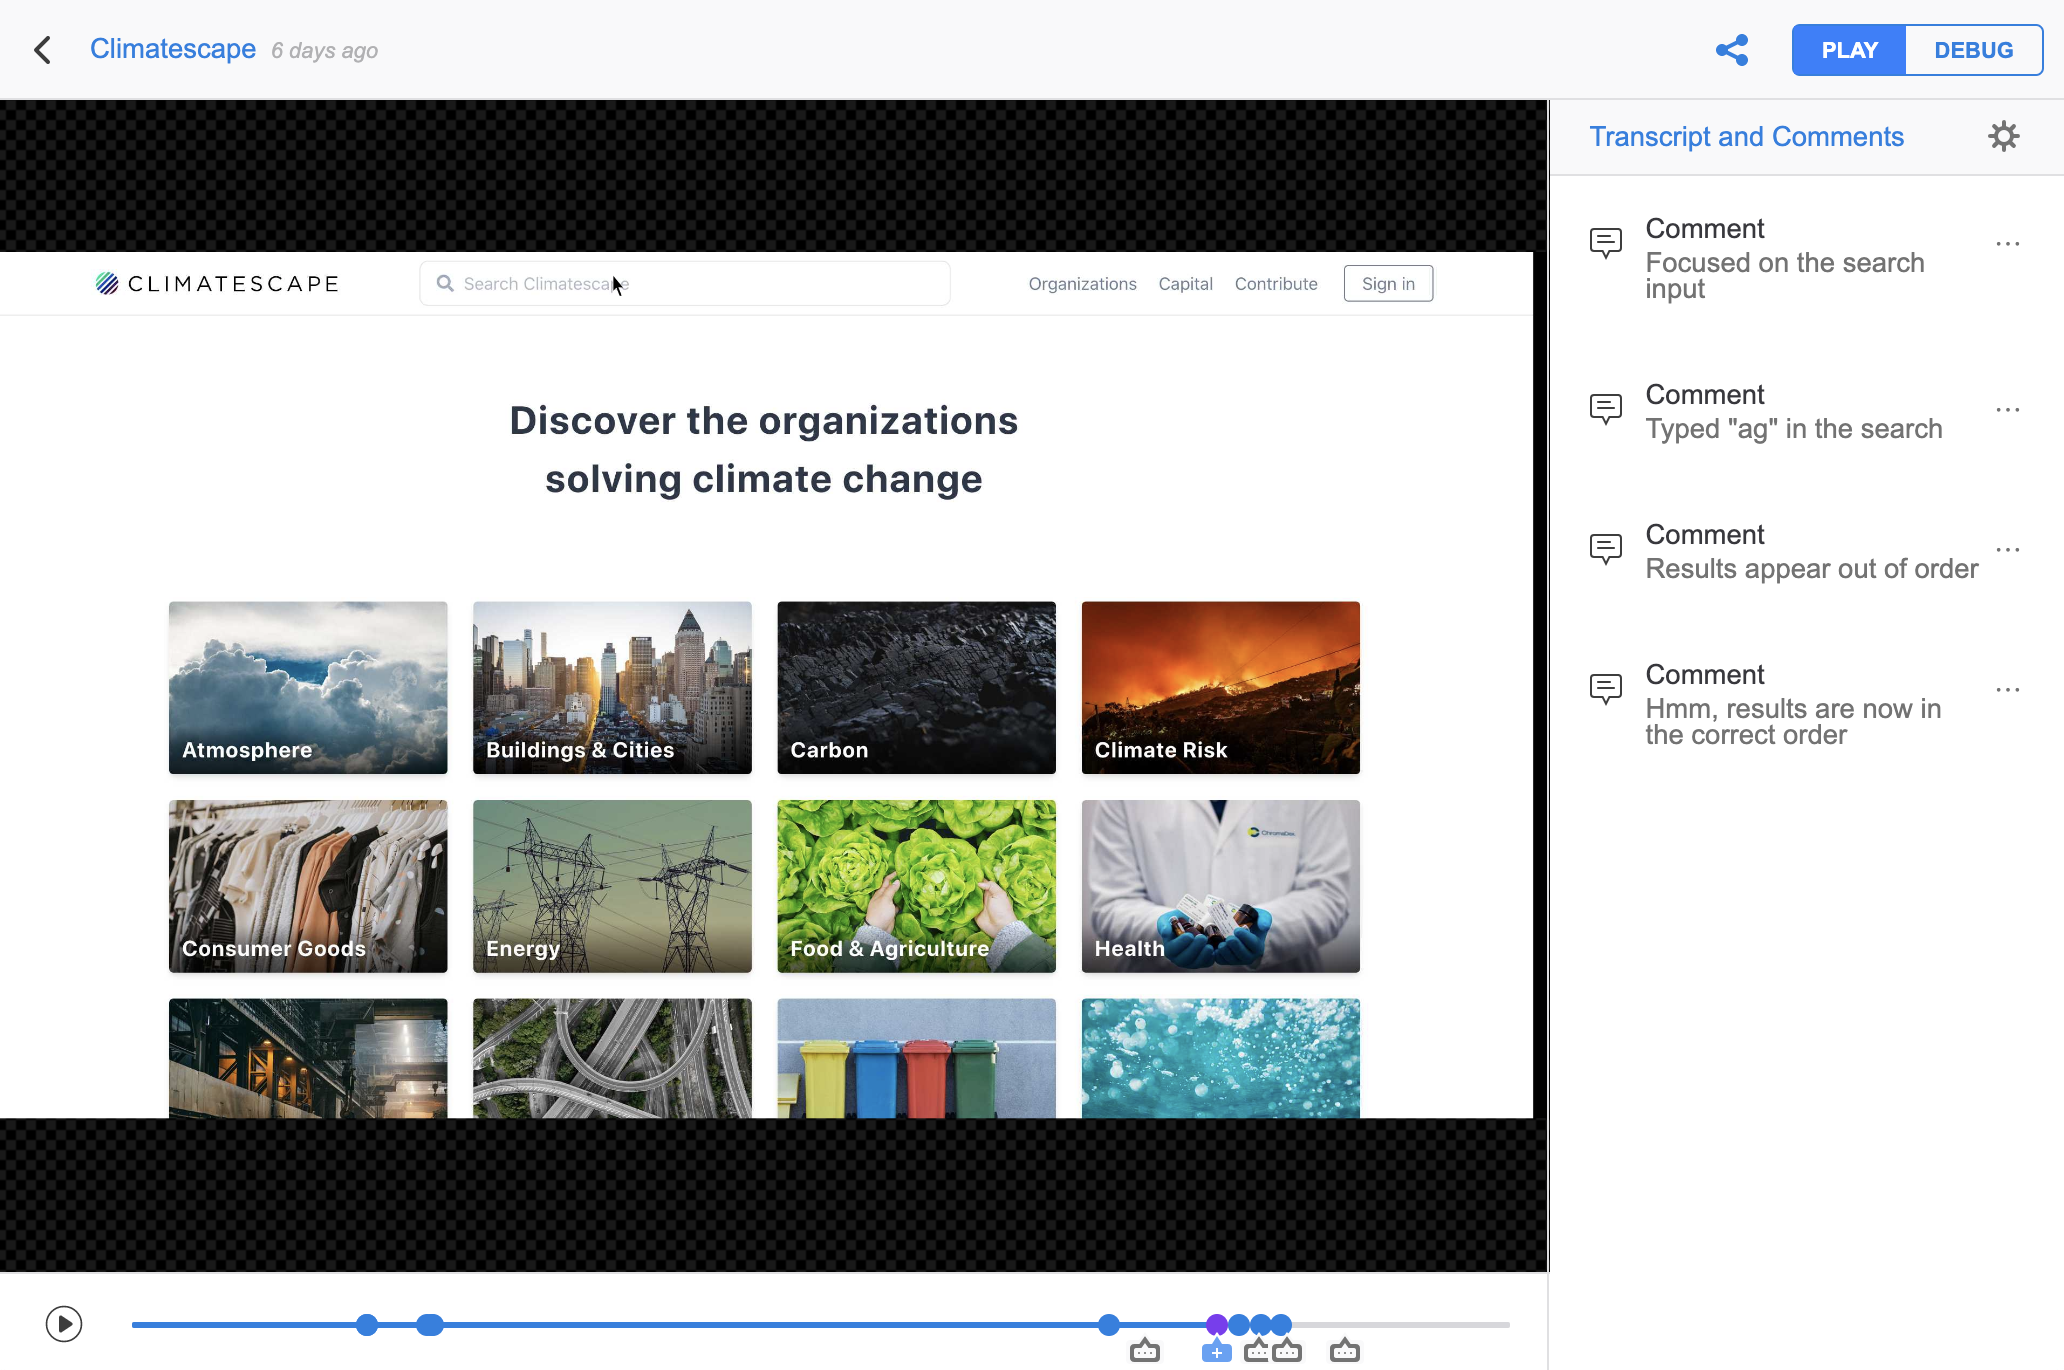 Climatescape 6 days ago
PLAY DEBUG
Transcript and Comments
CLIMATESCAPE
Search Climatescape
Organizations Capital Contribute Sign in
Discover the organizations
solving climate change
Atmosphere
Buildings & Cities
Carbon
Climate Risk
Consumer Goods
Energy
Food & Agriculture
Health
ChromaDex
Comment
Focused on the search
input
Comment
Typed "ag" in the search
Comment
Results appear out of order
Comment
Hmm, results are now in
the correct order